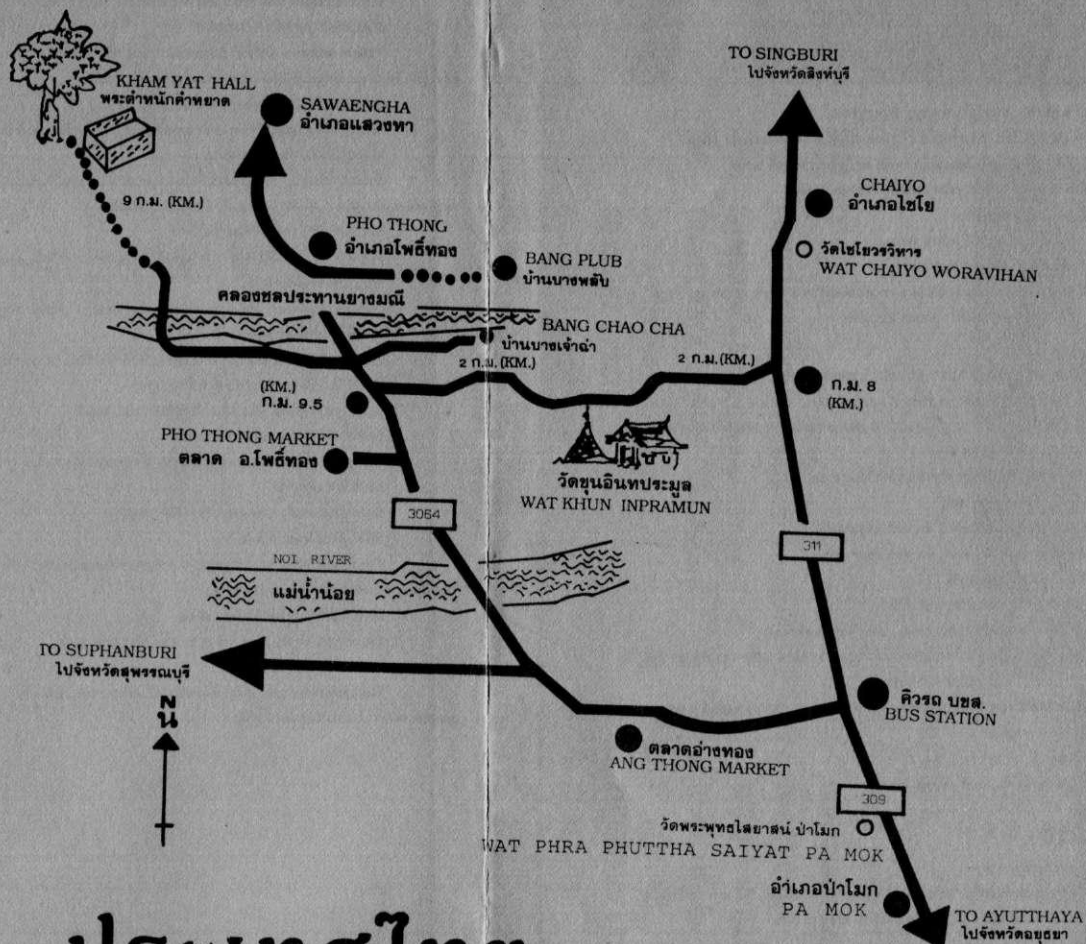 TO SINGBURI
ไปจังหวัดสิงห์บุรี
KHAM YAT HALL
พระตำหนักคำหยาด
SAWAENGHA
อำเภอแสวงหา
9 ก.ม. (KM.)
CHAIYO
อำเภอไชโย
วัดไชโยวรวิหาร
WAT CHAIYO WORAVIHAN
PHO THONG
อำเภอโพธิ์ทอง
BANG PLUB
บ้านบางพลับ
คลองชลประทานยางมณี
BANG CHAO CHA
บ้านบางเจ้าฉ่า
2 ก.ม. (KM.)
2 ก.ม. (KM.)
(KM.)
ก.ม. 9.5
ก.ม. 8
(KM.)
PHO THONG MARKET
ตลาด อ.โพธิ์ทอง
วัดขุนอินทประมูล
WAT KHUN INPRAMUN
3064
311
NOI RIVER
แม่น้ำน้อย
TO SUPHANBURI
ไปจังหวัดสุพรรณบุรี
น
คิวรถ บขส.
BUS STATION
ตลาดอ่างทอง
ANG THONG MARKET
309
วัดพระพุทธไสยาสน์ ป่าโมก
WAT PHRA PHUTTHA SAIYAT PA MOK
อำเภอป่าโมก
PA MOK
TO AYUTTHAYA
ไปจังหวัดอยุธยา
ประเทศไทย